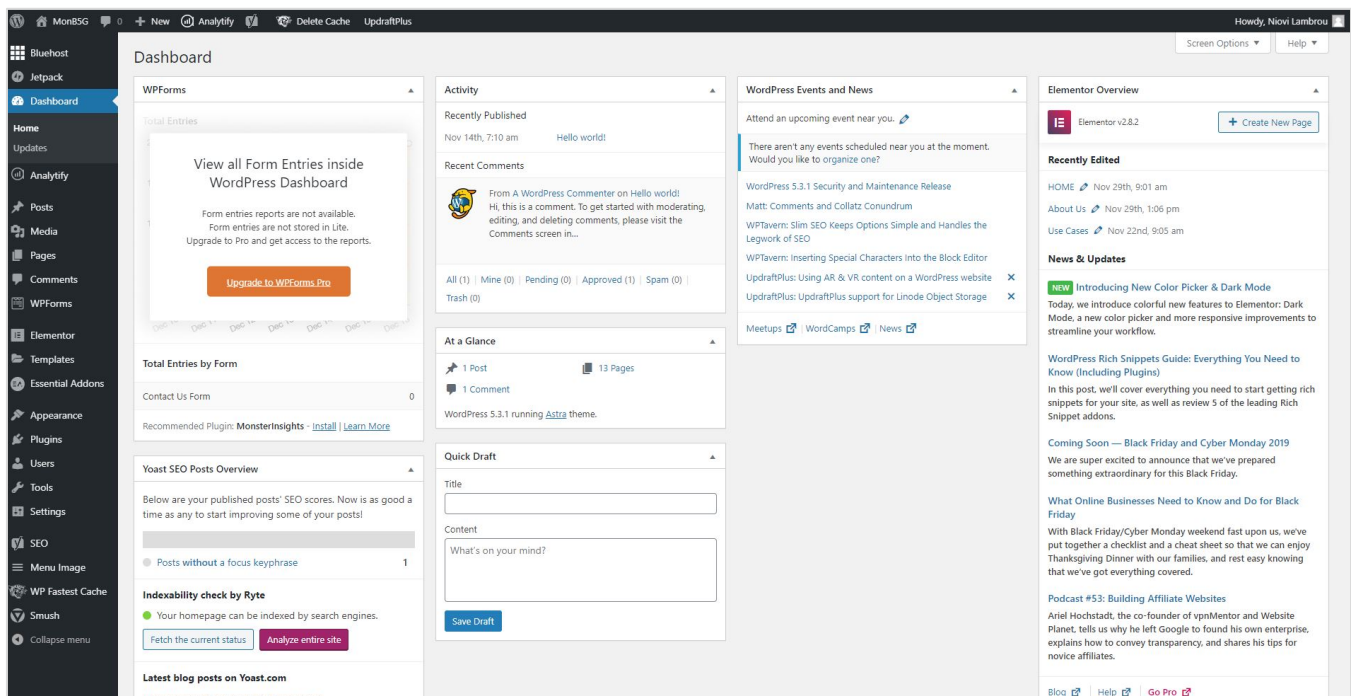 MonB5G 0 + New Analytify Delete Cache UpdraftPlus Howdy, Niovi Lambrou
Screen Options ▼ Help ▼
Bluehost
Jetpack
Dashboard
Home
Updates
Analytify
Posts
Media
Pages
Comments
WPForms
Elementor
Templates
Essential Addons
Appearance
Plugins
Users
Tools
Settings
SEO
Menu Image
WP Fastest Cache
Smush
Collapse menu
Dashboard
WPForms
Total Entries
View all Form Entries inside
WordPress Dashboard
Form entries reports are not available.
Form entries are not stored in Lite.
Upgrade to Pro and get access to the reports.
Upgrade to WPForms Pro
Total Entries by Form
Contact Us Form 0
Recommended Plugin: MonsterInsights - Install | Learn More
Yoast SEO Posts Overview
Below are your published posts' SEO scores. Now is as good a
time as any to start improving some of your posts!
Posts without a focus keyphrase 1
Indexability check by Ryte
Your homepage can be indexed by search engines.
Fetch the current status Analyze entire site
Latest blog posts on Yoast.com
Activity
Recently Published
Nov 14th, 7:10 am Hello world!
Recent Comments
From A WordPress Commenter on Hello world!
Hi, this is a comment. To get started with moderating,
editing, and deleting comments, please visit the
Comments screen in...
All (1) | Mine (0) | Pending (0) | Approved (1) | Spam (0) |
Trash (0)
At a Glance
1 Post 13 Pages
1 Comment
WordPress 5.3.1 running Astra theme.
Quick Draft
Title
Content
What's on your mind?
Save Draft
WordPress Events and News
Attend an upcoming event near you.
There aren't any events scheduled near you at the moment.
Would you like to organize one?
WordPress 5.3.1 Security and Maintenance Release
Matt: Comments and Collatz Conundrum
WPTavern: Slim SEO Keeps Options Simple and Handles the
Legwork of SEO
WPTavern: Inserting Special Characters Into the Block Editor
UpdraftPlus: Using AR & VR content on a WordPress website
UpdraftPlus: UpdraftPlus support for Linode Object Storage
Meetups | WordCamps | News
Elementor Overview
Elementor v2.8.2 + Create New Page
Recently Edited
HOME Nov 29th, 9:01 am
About Us Nov 29th, 1:06 pm
Use Cases Nov 22nd, 9:05 am
News & Updates
NEW Introducing New Color Picker & Dark Mode
Today, we introduce colorful new features to Elementor: Dark
Mode, a new color picker and more responsive improvements to
streamline your workflow.
WordPress Rich Snippets Guide: Everything You Need to
Know (Including Plugins)
In this post, we'll cover everything you need to start getting rich
snippets for your site, as well as review 5 of the leading Rich
Snippet addons.
Coming Soon — Black Friday and Cyber Monday 2019
We are super excited to announce that we've prepared
something extraordinary for this Black Friday.
What Online Businesses Need to Know and Do for Black
Friday
With Black Friday/Cyber Monday weekend fast upon us, we've
put together a checklist and a cheat sheet so that we can enjoy
Thanksgiving Dinner with our families, and rest easy knowing
that we've got everything covered.
Podcast #53: Building Affiliate Websites
Ariel Hochstadt, the co-founder of vpnMentor and Website
Planet, tells us why he left Google to found his own enterprise,
explains how to convey transparency, and shares his tips for
novice affiliates.
Blog | Help | Go Pro